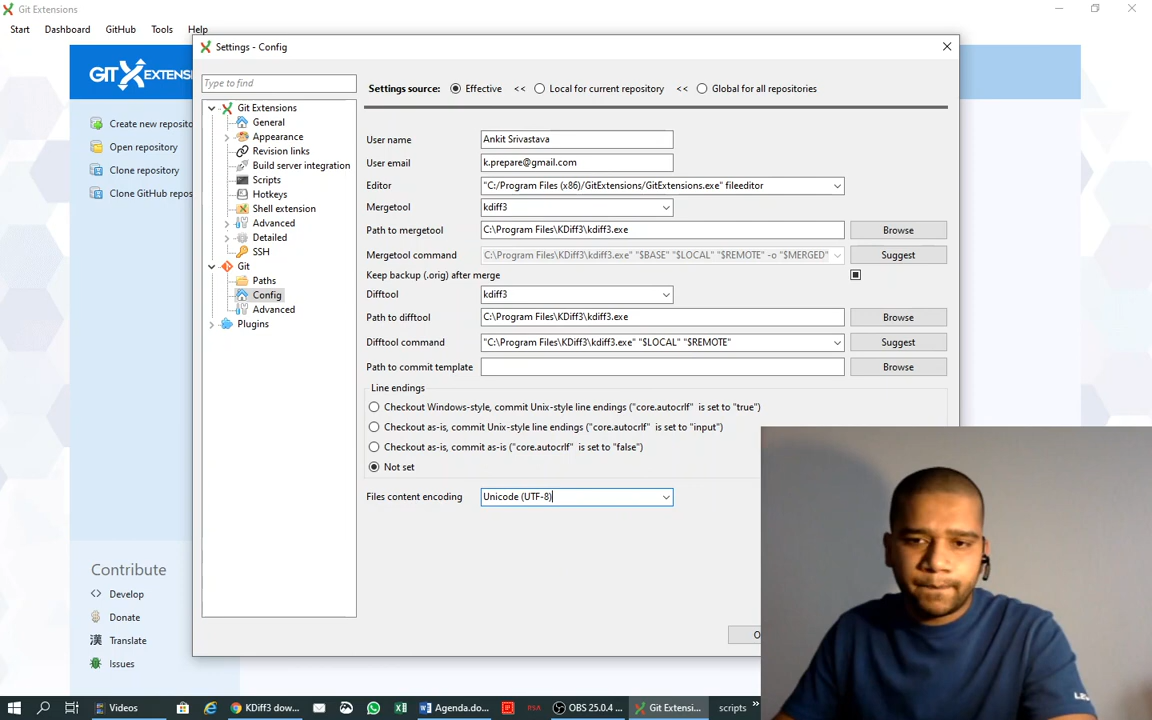 Git Extensions
Start Dashboard GitHub Tools Help
Settings - Config
GIT EXTENS
Type to find
Settings source: Effective << Local for current repository << Global for all repositories
Git Extensions
General
Appearance
Revision links
Build server integration
Scripts
Hotkeys
Shell extension
Advanced
Detailed
SSH
Git
Paths
Config
Advanced
Plugins
Create new reposito
Open repository
Clone repository
Clone GitHub repos
User name Ankit Srivastava
User email k.prepare@gmail.com
Editor "C:/Program Files (x86)/GitExtensions/GitExtensions.exe" fileeditor
Mergetool kdiff3
Path to mergetool C:\Program Files\KDiff3\kdiff3.exe Browse
Mergetool command C:\Program Files\KDiff3\kdiff3.exe" "$BASE" "$LOCAL" "$REMOTE" -o "$MERGED" Suggest
Keep backup (.orig) after merge
Difftool kdiff3
Path to difftool C:\Program Files\KDiff3\kdiff3.exe Browse
Difftool command "C:\Program Files\KDiff3\kdiff3.exe" "$LOCAL" "$REMOTE" Suggest
Path to commit template Browse
Line endings
Checkout Windows-style, commit Unix-style line endings ("core.autocrlf" is set to "true")
Checkout as-is, commit Unix-style line endings ("core.autocrlf" is set to "input")
Checkout as-is, commit as-is ("core.autocrlf" is set to "false")
Not set
Files content encoding Unicode (UTF-8)
Contribute
Develop
Donate
漢 Translate
Issues
O
Videos KDiff3 dow... Agenda.do... RSA OBS 25.0.4 ... Git Extensi... scripts »